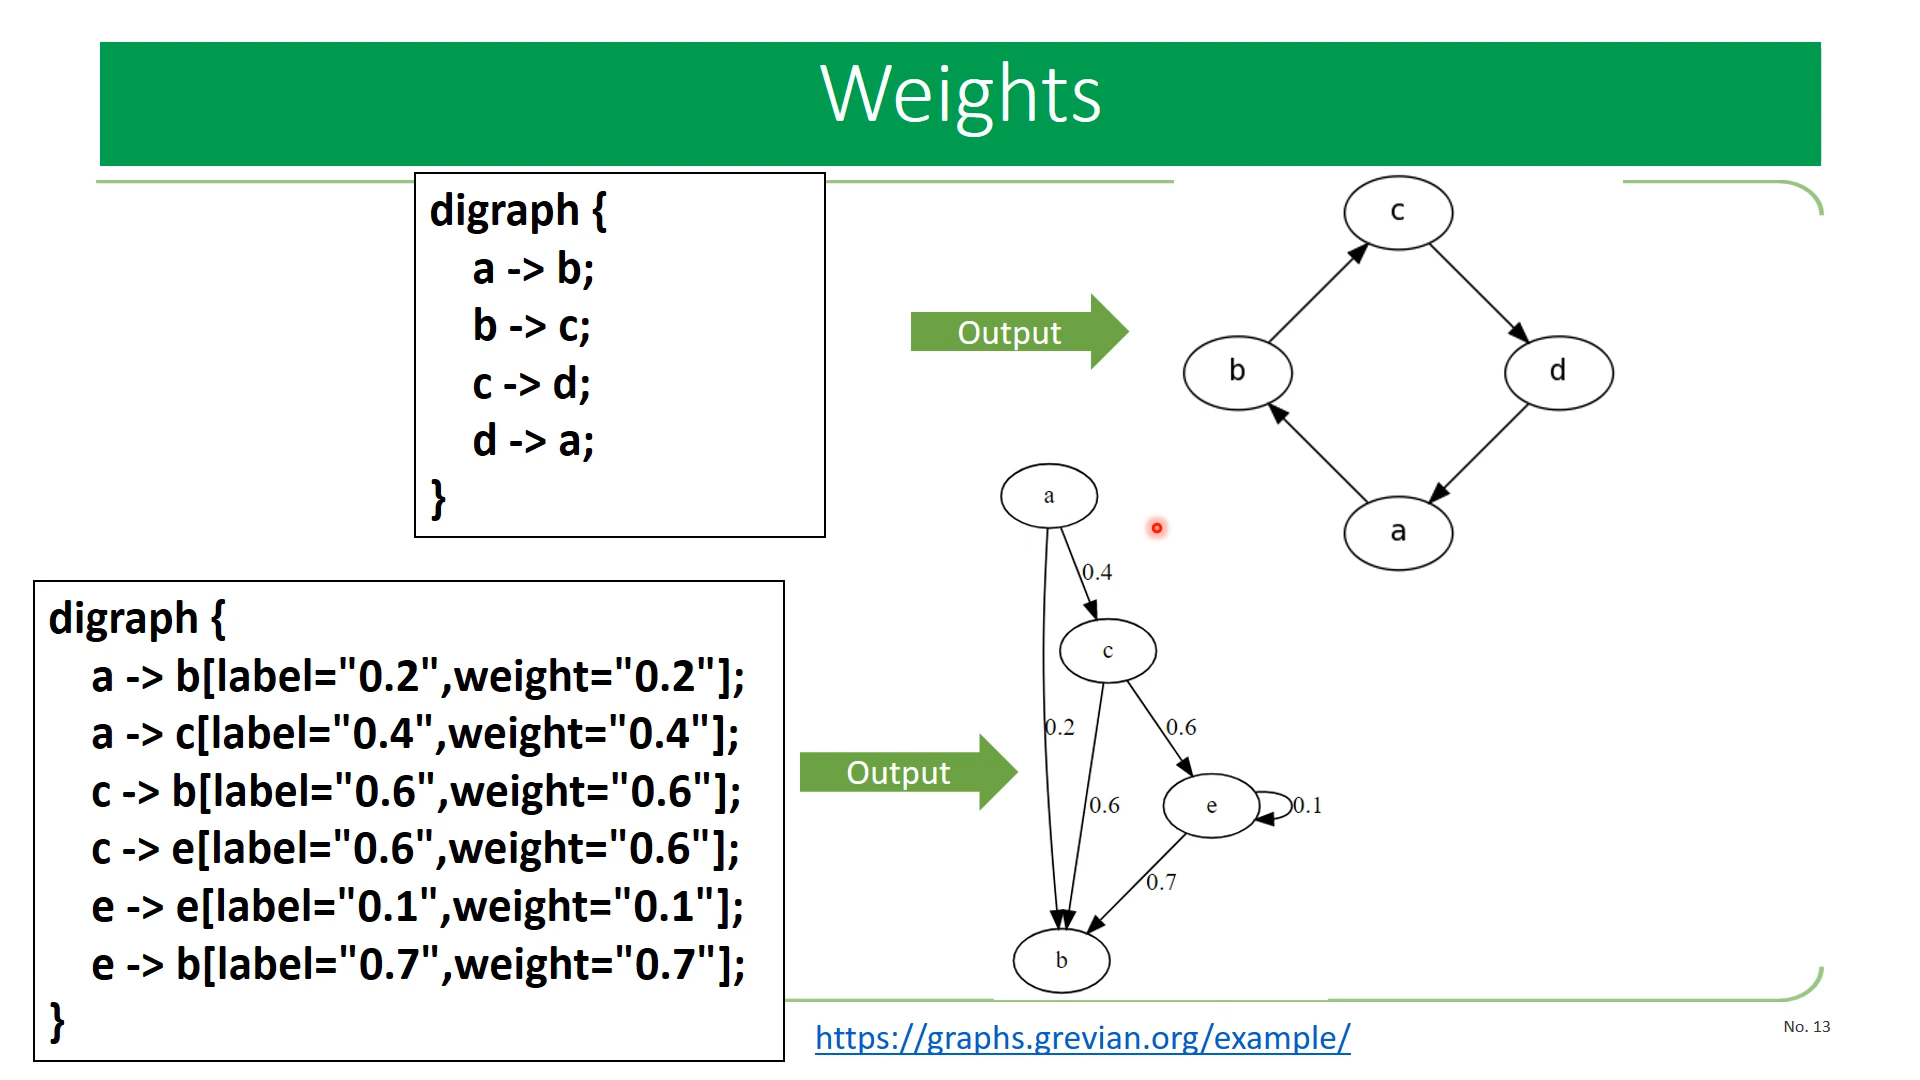 Weights
digraph {
a -> b;
b -> c;
c -> d;
d -> a;
}
Output
c
b
d
a
digraph {
a -> b[label="0.2",weight="0.2"];
a -> c[label="0.4",weight="0.4"];
c -> b[label="0.6",weight="0.6"];
c -> e[label="0.6",weight="0.6"];
e -> e[label="0.1",weight="0.1"];
e -> b[label="0.7",weight="0.7"];
}
Output
a
0.4
c
0.2
0.6
0.6
e
0.1
0.7
b
https://graphs.grevian.org/example/
No. 13